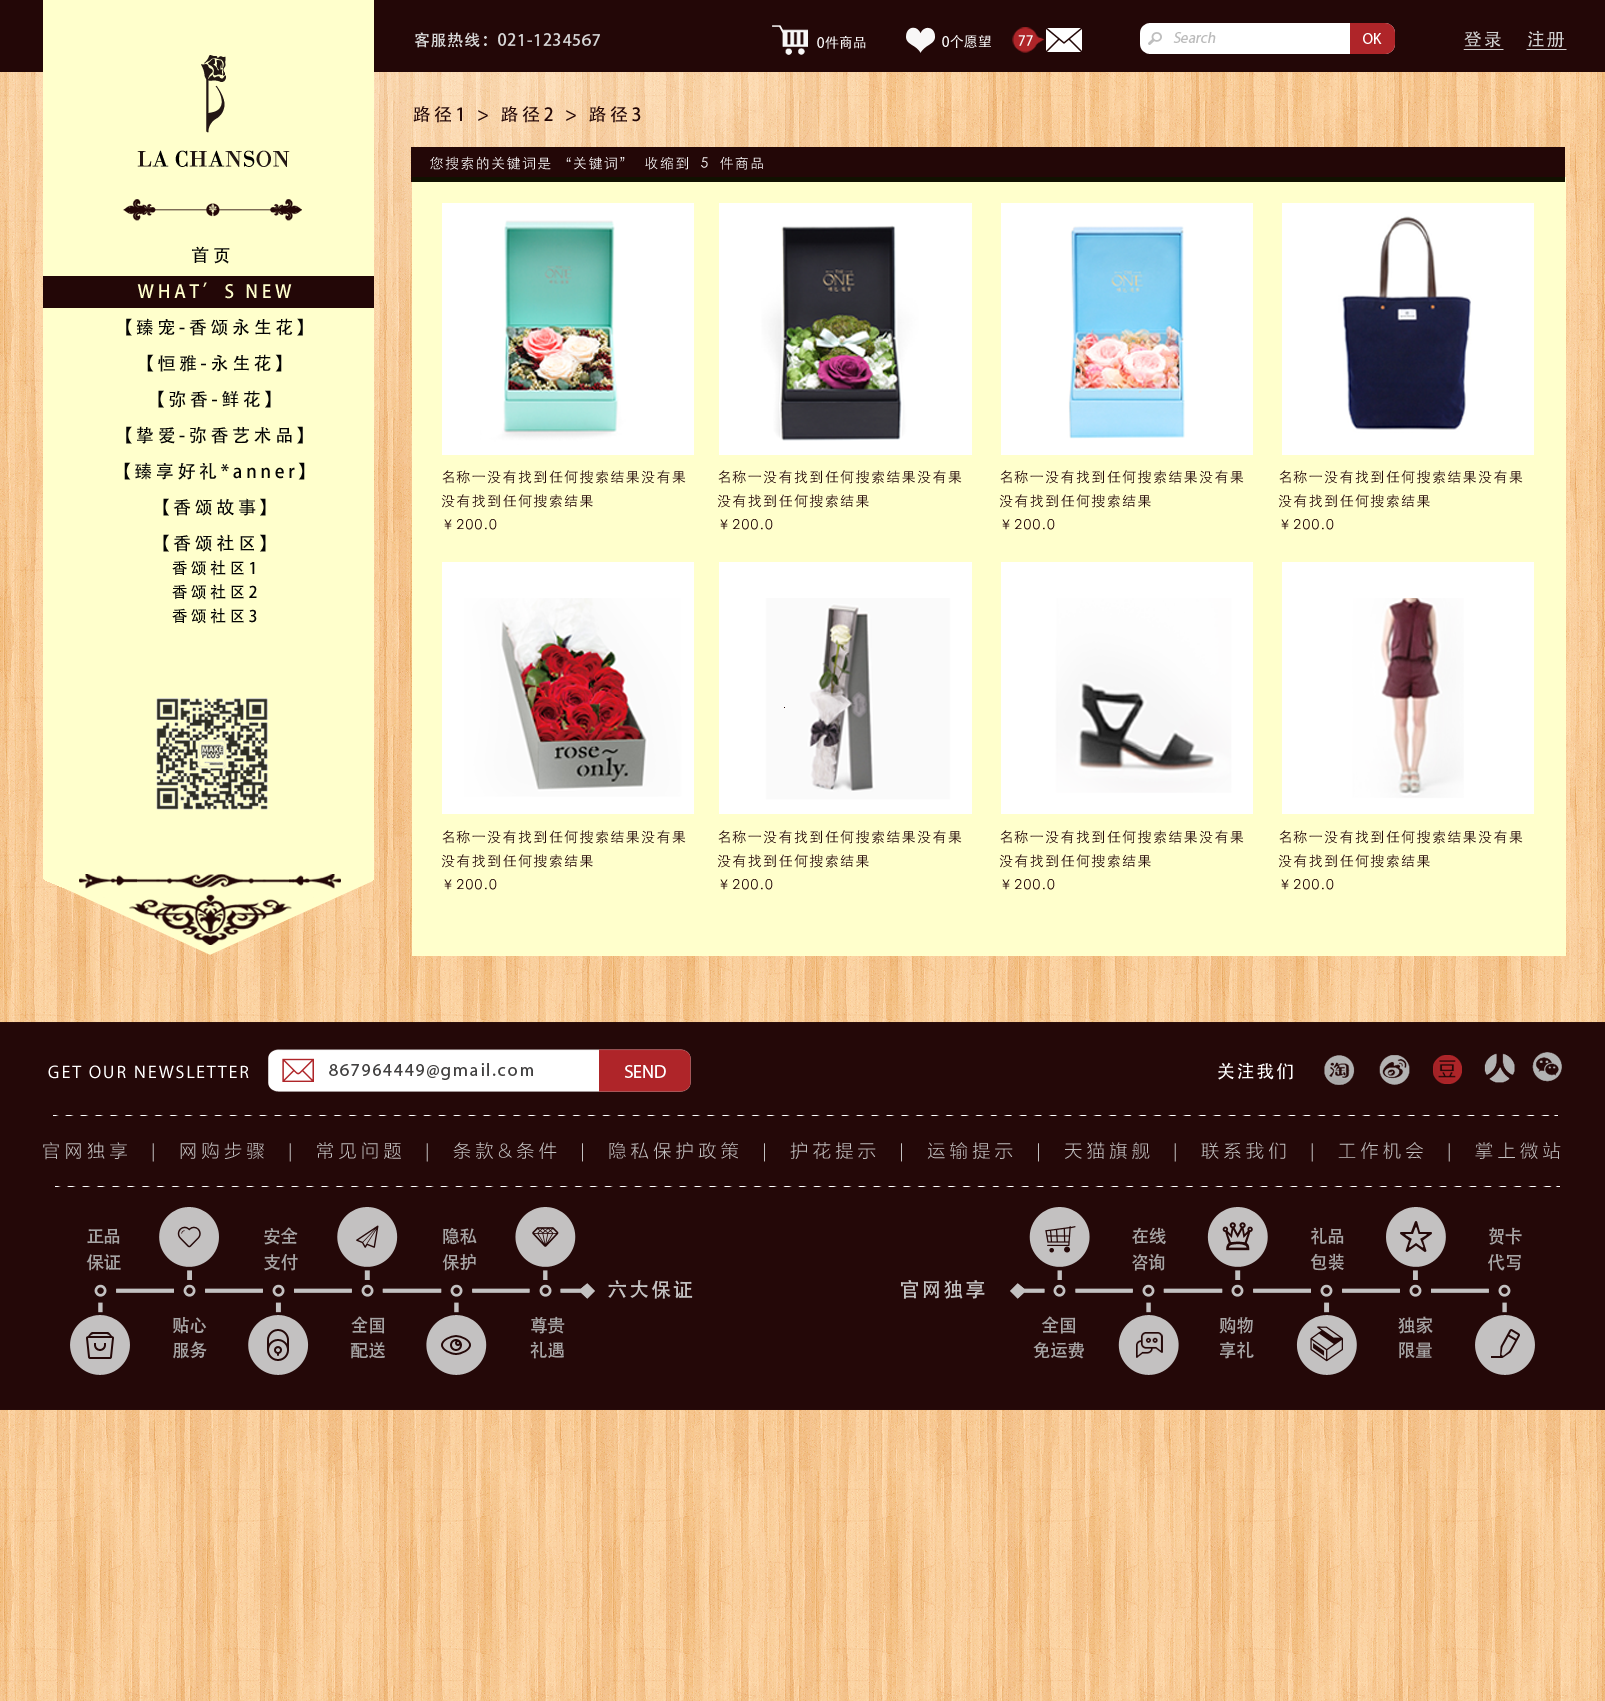 客服热线：021-1234567
0件商品
0个愿望
77
Search
OK
登录
注册
LA CHANSON
首页
WHAT’S NEW
【臻宠-香颂永生花】
【恒雅-永生花】
【弥香-鲜花】
【挚爱-弥香艺术品】
【臻享好礼*anner】
【香颂故事】
【香颂社区】
香颂社区1
香颂社区2
香颂社区3
MAKE
路径1 > 路径2 > 路径3
您搜索的关键词是 “关键词” 收缩到 5 件商品
THE
ONE
ONE
ONE
名称一没有找到任何搜索结果没有果
没有找到任何搜索结果
￥200.0
名称一没有找到任何搜索结果没有果
没有找到任何搜索结果
￥200.0
名称一没有找到任何搜索结果没有果
没有找到任何搜索结果
￥200.0
名称一没有找到任何搜索结果没有果
没有找到任何搜索结果
￥200.0
rose~
only.
名称一没有找到任何搜索结果没有果
没有找到任何搜索结果
￥200.0
名称一没有找到任何搜索结果没有果
没有找到任何搜索结果
￥200.0
名称一没有找到任何搜索结果没有果
没有找到任何搜索结果
￥200.0
名称一没有找到任何搜索结果没有果
没有找到任何搜索结果
￥200.0
GET OUR NEWSLETTER
867964449@gmail.com
SEND
关注我们
淘
豆
官网独享 | 网购步骤 | 常见问题 | 条款&条件 | 隐私保护政策 | 护花提示 | 运输提示 | 天猫旗舰 | 联系我们 | 工作机会 | 掌上微站
正品
保证
安全
支付
隐私
保护
六大保证
贴心
服务
全国
配送
尊贵
礼遇
官网独享
在线
咨询
礼品
包装
贺卡
代写
全国
免运费
购物
享礼
独家
限量